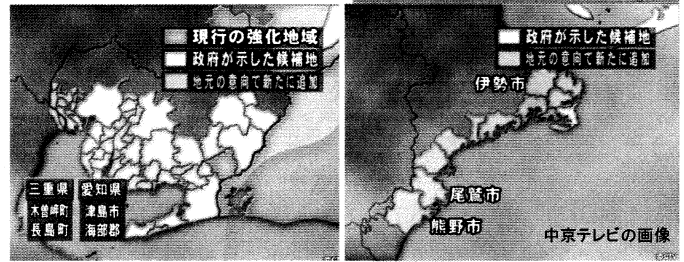 現行の強化地域
政府が示した候補地
地元の意向で新たに追加
三重県
木曽岬町
長島町
愛知県
津島市
海部郡
政府が示した候補地
地元の意向で新たに追加
伊勢市
尾鷲市
熊野市
中京テレビの画像